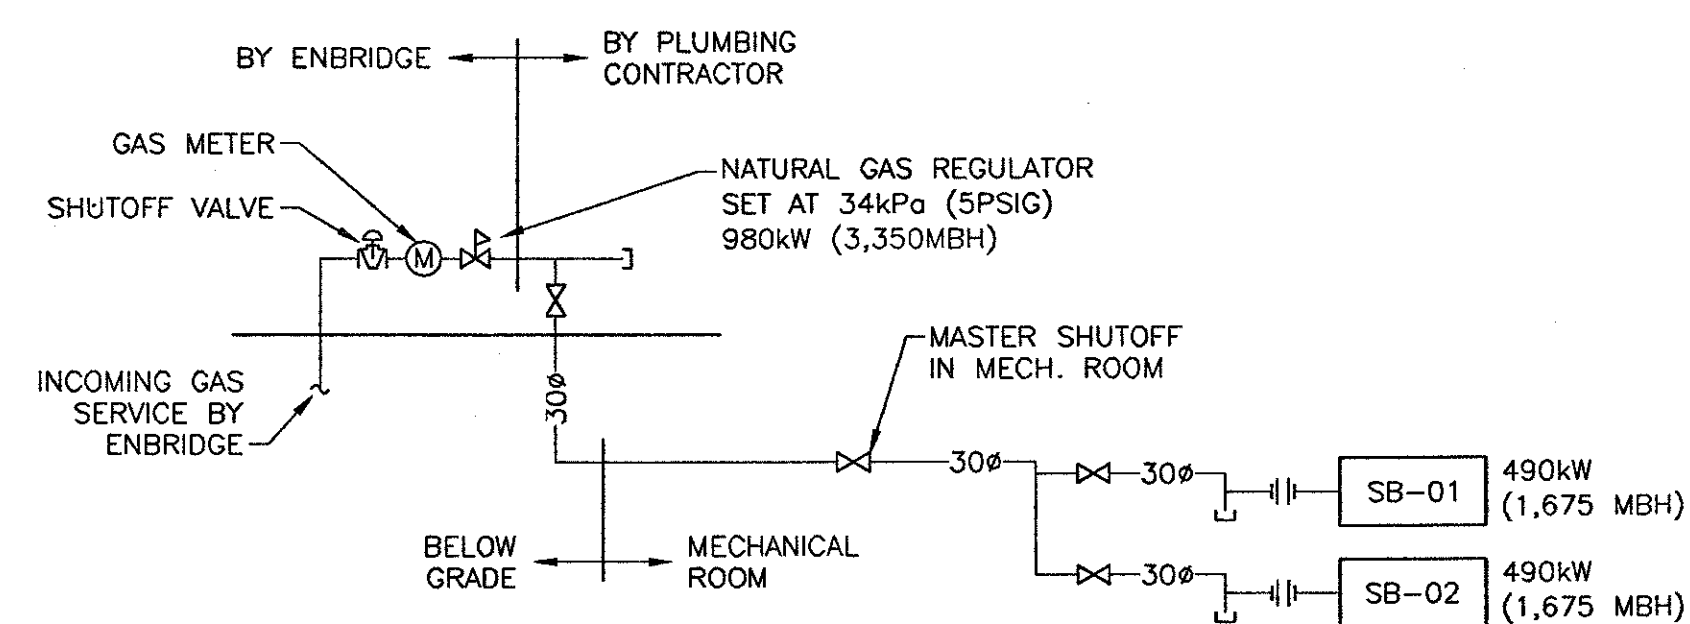 BY ENBRIDGE
BY PLUMBING
CONTRACTOR
GAS METER
SHUTOFF VALVE
M
NATURAL GAS REGULATOR
SET AT 34kPa (5PSIG)
980kW (3,350MBH)
INCOMING GAS
SERVICE BY
ENBRIDGE
30ø
MASTER SHUTOFF
IN MECH. ROOM
30ø
30ø
SB-01
490kW
(1,675 MBH)
BELOW
GRADE
MECHANICAL
ROOM
30ø
SB-02
490kW
(1,675 MBH)